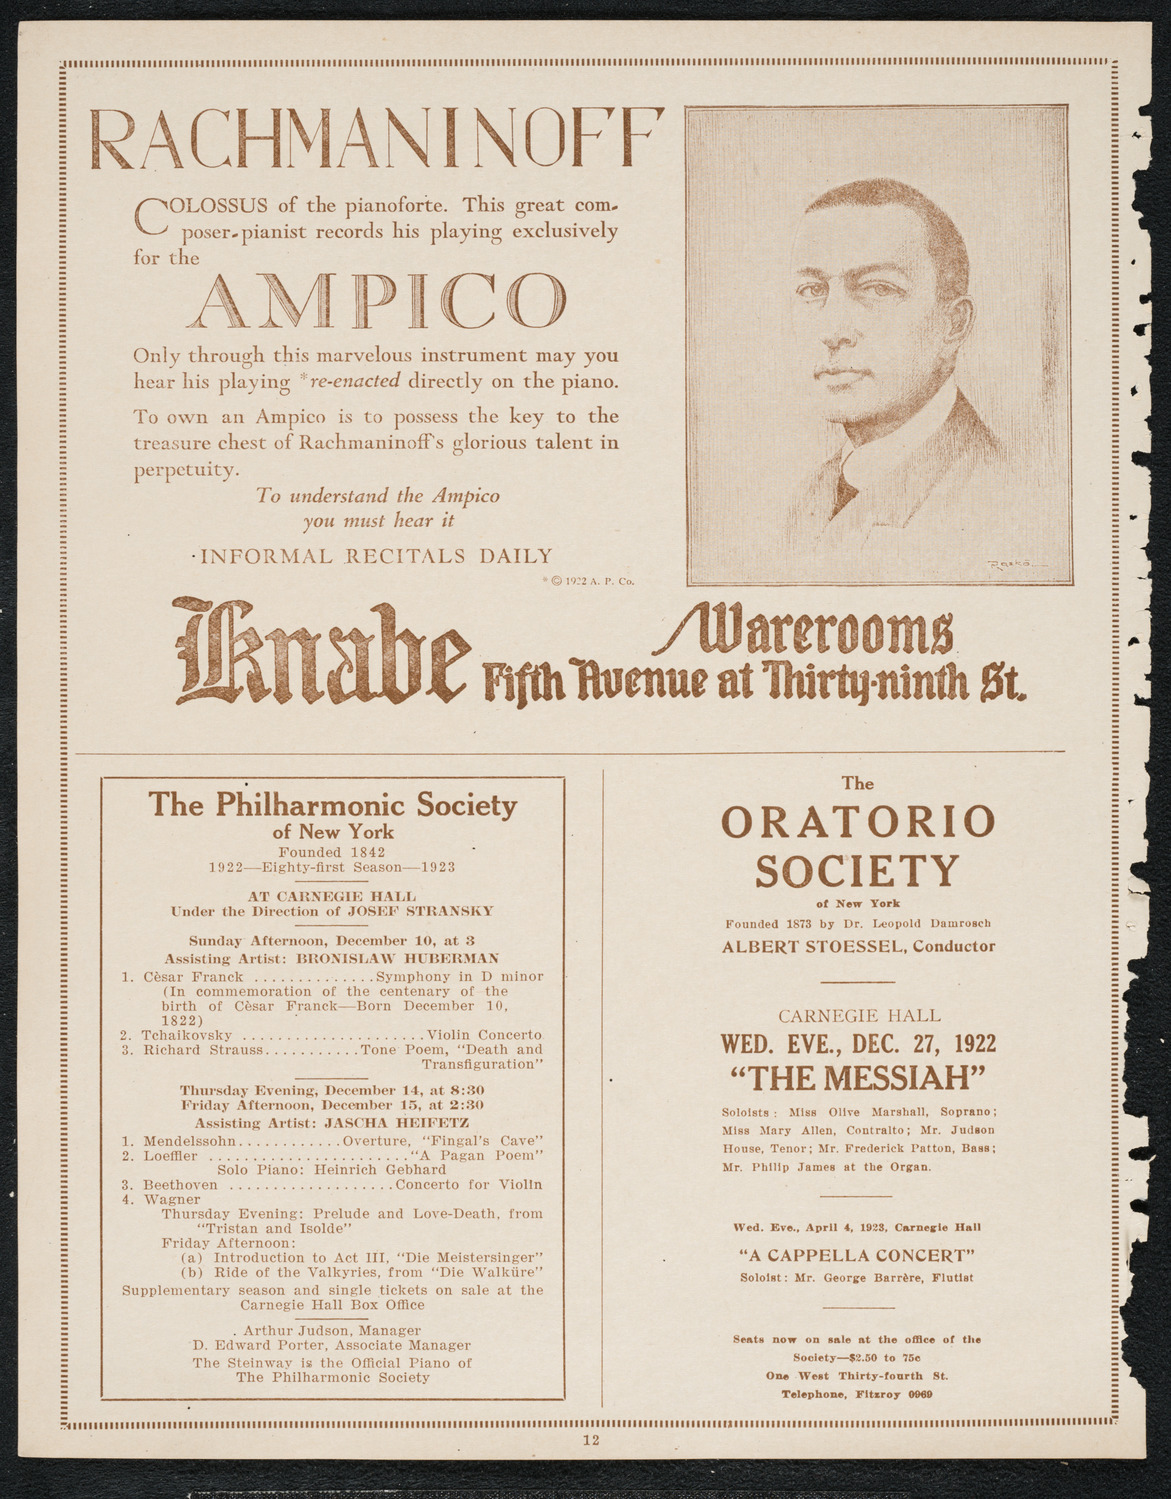 RACHMANINOFF
COLOSSUS of the pianoforte. This great com-
poser-pianist records his playing exclusively
for the
AMPICO
Only through this marvelous instrument may you
hear his playing *re-enacted directly on the piano.
To own an Ampico is to possess the key to the
treasure chest of Rachmaninoff's glorious talent in
perpetuity.
To understand the Ampico
you must hear it
INFORMAL RECITALS DAILY
* © 1922 A. P. Co.
Knabe
Warerooms
Fifth Avenue at Thirty-ninth St.
The Philharmonic Society
of New York
Founded 1842
1922—Eighty-first Season—1923
AT CARNEGIE HALL
Under the Direction of JOSEF STRANSKY
Sunday Afternoon, December 10, at 3
Assisting Artist: BRONISLAW HUBERMAN
1. Cèsar Franck ..............Symphony in D minor
(In commemoration of the centenary of the
birth of Cèsar Franck—Born December 10,
1822)
2. Tchaikovsky .....................Violin Concerto
3. Richard Strauss...........Tone Poem, "Death and
Transfiguration"
Thursday Evening, December 14, at 8:30
Friday Afternoon, December 15, at 2:30
Assisting Artist: JASCHA HEIFETZ
1. Mendelssohn............Overture, "Fingal's Cave"
2. Loeffler ........................"A Pagan Poem"
Solo Piano: Heinrich Gebhard
3. Beethoven ...................Concerto for Violin
4. Wagner
Thursday Evening: Prelude and Love-Death, from
"Tristan and Isolde"
Friday Afternoon:
(a) Introduction to Act III, "Die Meistersinger"
(b) Ride of the Valkyries, from "Die Walküre"
Supplementary season and single tickets on sale at the
Carnegie Hall Box Office
Arthur Judson, Manager
D. Edward Porter, Associate Manager
The Steinway is the Official Piano of
The Philharmonic Society
The
ORATORIO
SOCIETY
of New York
Founded 1873 by Dr. Leopold Damrosch
ALBERT STOESSEL, Conductor
CARNEGIE HALL
WED. EVE., DEC. 27, 1922
"THE MESSIAH"
Soloists: Miss Olive Marshall, Soprano;
Miss Mary Allen, Contralto; Mr. Judson
House, Tenor; Mr. Frederick Patton, Bass;
Mr. Philip James at the Organ.
Wed. Eve., April 4, 1923, Carnegie Hall
"A CAPPELLA CONCERT"
Soloist: Mr. George Barrère, Flutist
Seats now on sale at the office of the
Society—$2.50 to 75c
One West Thirty-fourth St.
Telephone, Fitzroy 0969
12